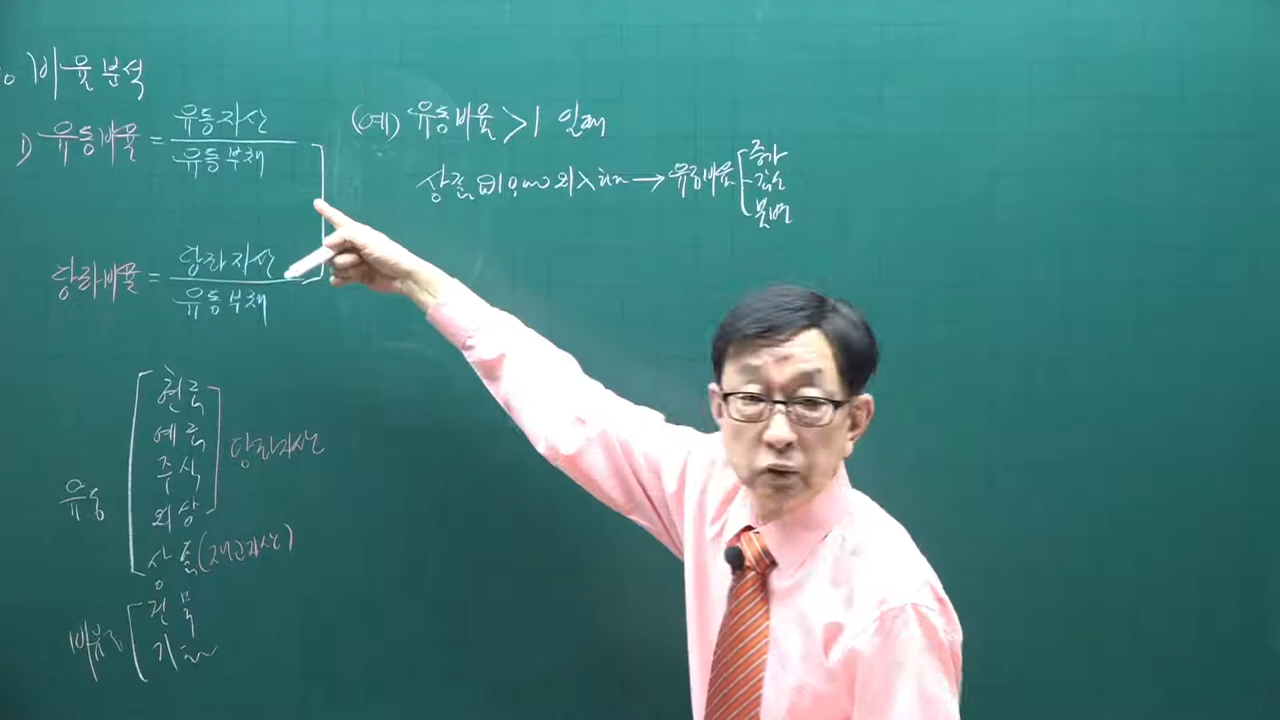 비율분석
1) 유동비율 = 유동자산 / 유동부채
당좌비율 = 당좌자산 / 유동부채
(예) 유동비율 > 1 일때
상품 외상매입 → 유동비율
증가
감소
불변
유동
현금
예금
주식
외상
상품 (재고자산)
당좌자산
비유동
건물
기계